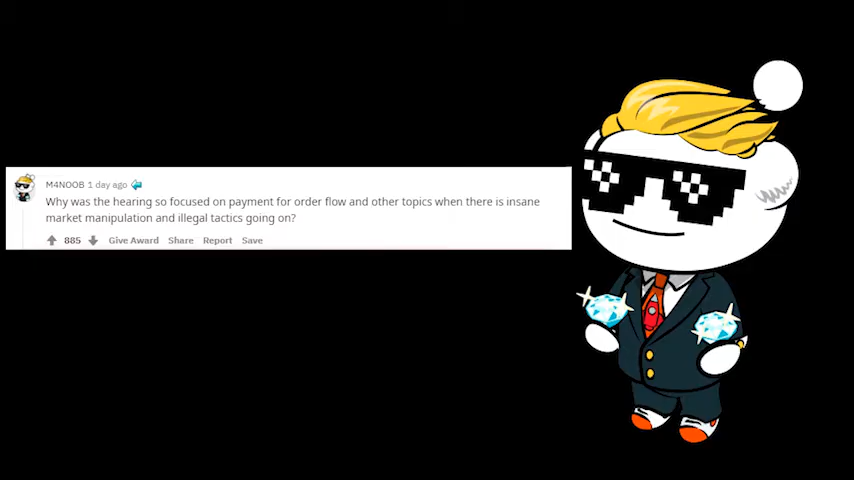 M4NOOB 1 day ago
Why was the hearing so focused on payment for order flow and other topics when there is insane
market manipulation and illegal tactics going on?
885 Give Award Share Report Save